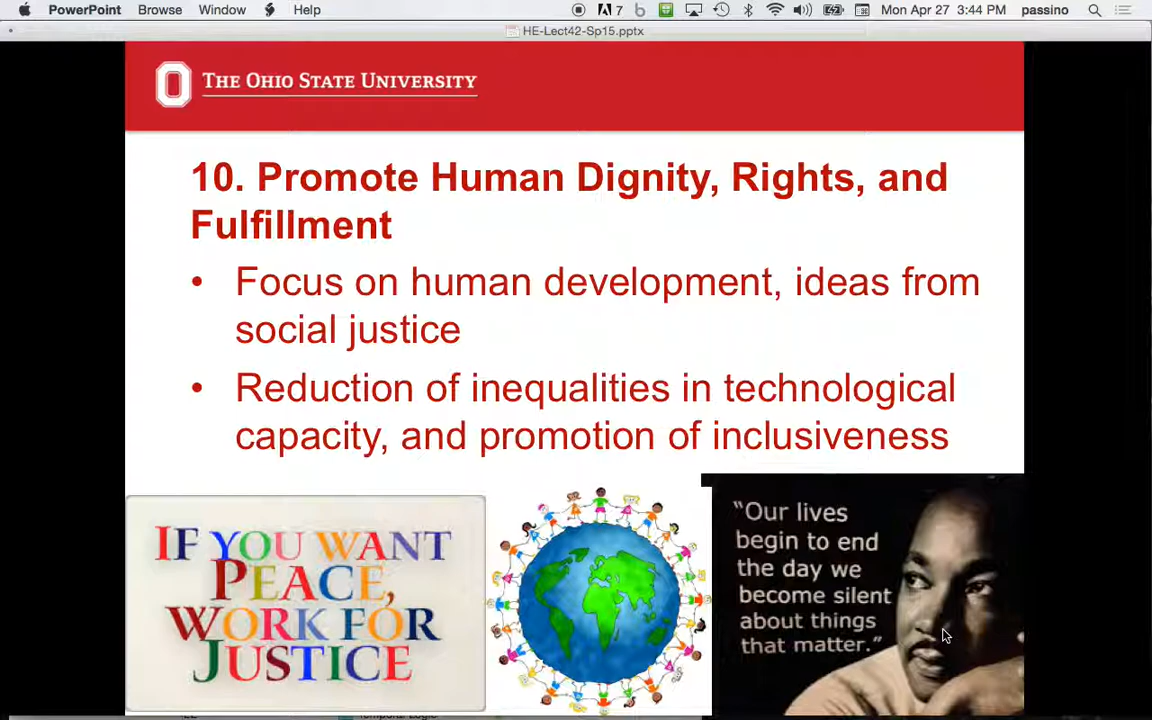 PowerPoint Browse Window Help 7 Mon Apr 27 3:44 PM passino
HE-Lect42-Sp15.pptx
THE OHIO STATE UNIVERSITY
10. Promote Human Dignity, Rights, and
Fulfillment
• Focus on human development, ideas from
social justice
• Reduction of inequalities in technological
capacity, and promotion of inclusiveness
IF YOU WANT
PEACE,
WORK FOR
JUSTICE
“Our lives
begin to end
the day we
become silent
about things
that matter.”
Temporal Logic